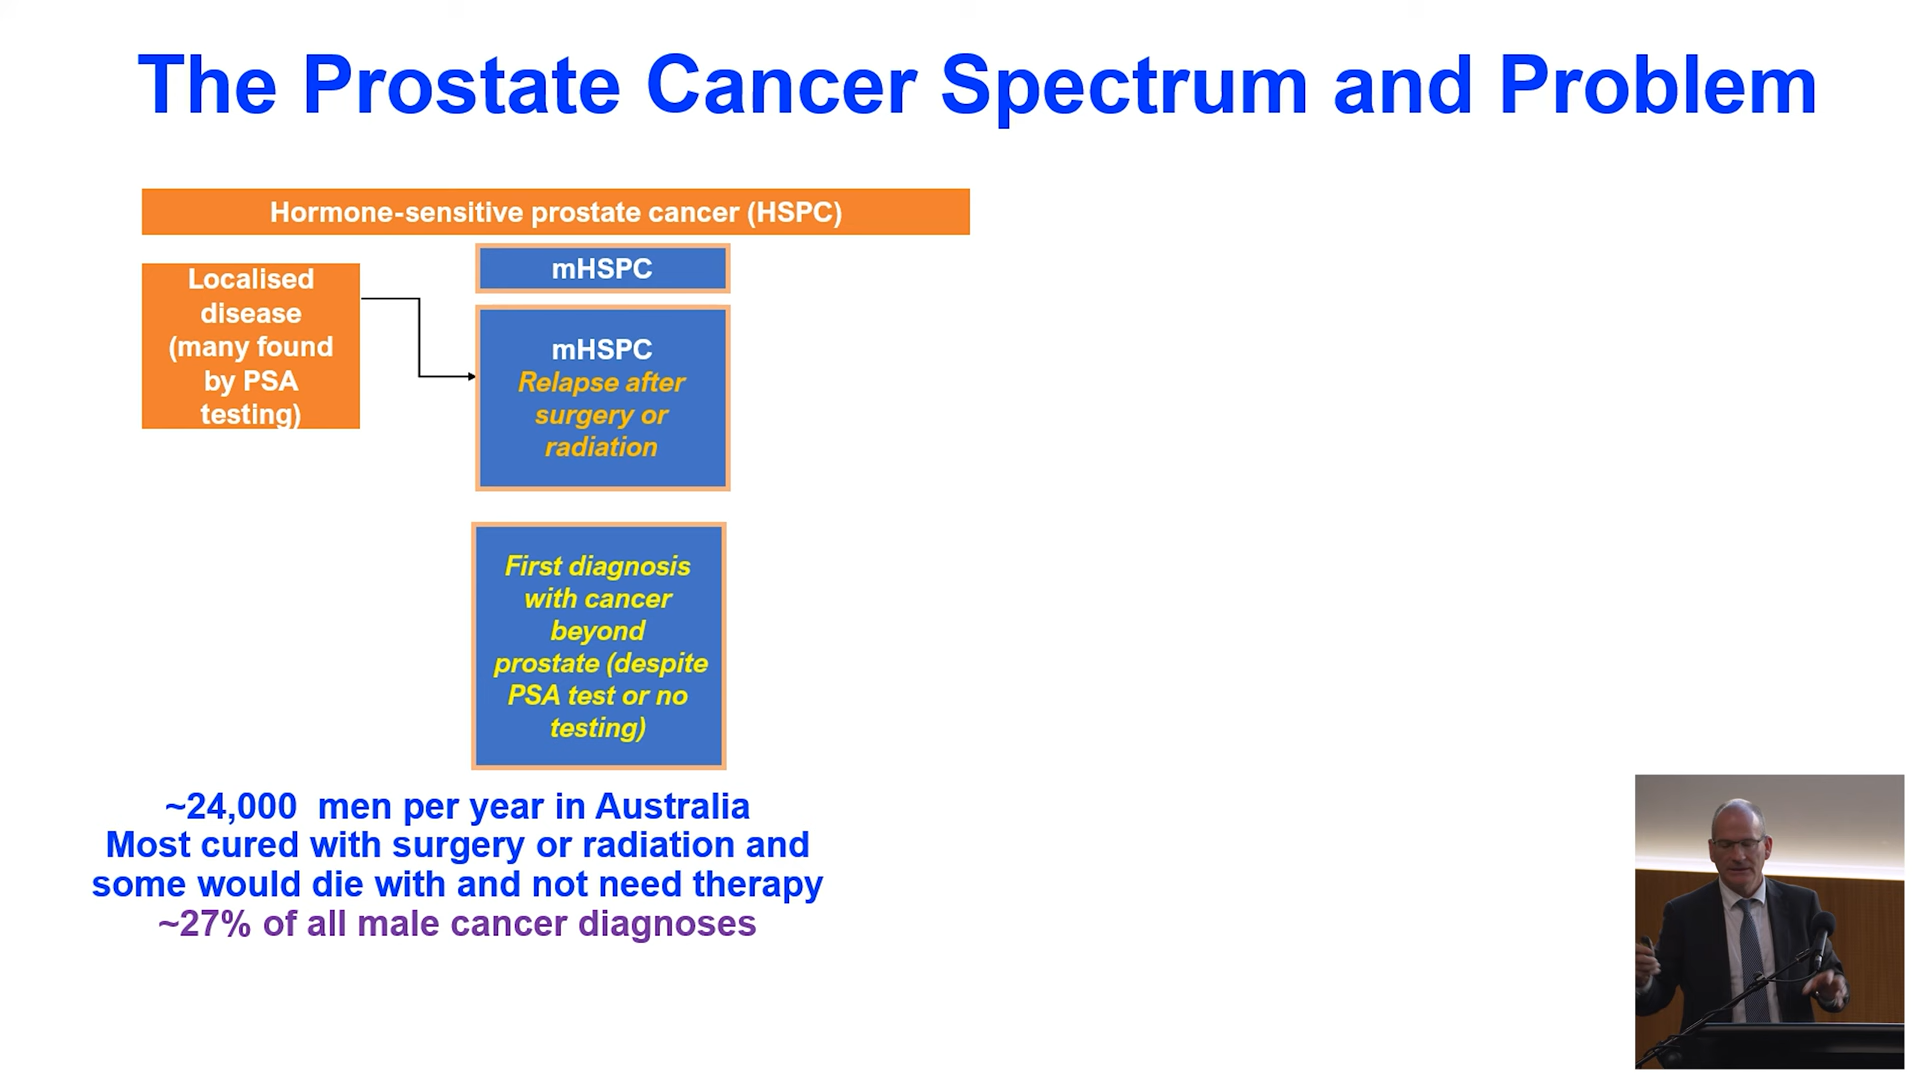 The Prostate Cancer Spectrum and Problem
Hormone-sensitive prostate cancer (HSPC)
Localised
disease
(many found
by PSA
testing)
mHSPC
mHSPC
Relapse after
surgery or
radiation
First diagnosis
with cancer
beyond
prostate (despite
PSA test or no
testing)
~24,000 men per year in Australia
Most cured with surgery or radiation and
some would die with and not need therapy
~27% of all male cancer diagnoses